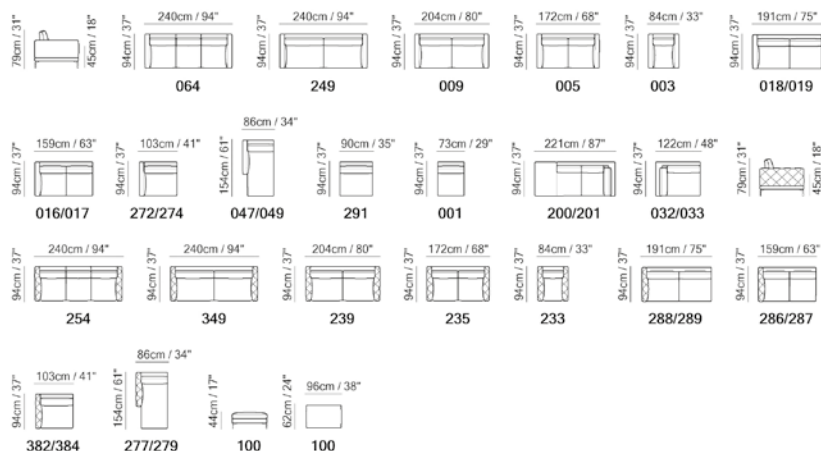 79cm / 31"
45cm / 18"
94cm / 37"
240cm / 94"
064
94cm / 37"
240cm / 94"
249
94cm / 37"
204cm / 80"
009
94cm / 37"
172cm / 68"
005
94cm / 37"
84cm / 33"
003
94cm / 37"
191cm / 75"
018/019
94cm / 37"
159cm / 63"
016/017
94cm / 37"
103cm / 41"
272/274
154cm / 61"
86cm / 34"
047/049
94cm / 37"
90cm / 35"
291
94cm / 37"
73cm / 29"
001
94cm / 37"
221cm / 87"
200/201
94cm / 37"
122cm / 48"
032/033
79cm / 31"
45cm / 18"
94cm / 37"
240cm / 94"
254
94cm / 37"
240cm / 94"
349
94cm / 37"
204cm / 80"
239
94cm / 37"
172cm / 68"
235
94cm / 37"
84cm / 33"
233
94cm / 37"
191cm / 75"
288/289
94cm / 37"
159cm / 63"
286/287
94cm / 37"
103cm / 41"
382/384
154cm / 61"
86cm / 34"
277/279
44cm / 17"
100
62cm / 24"
96cm / 38"
100